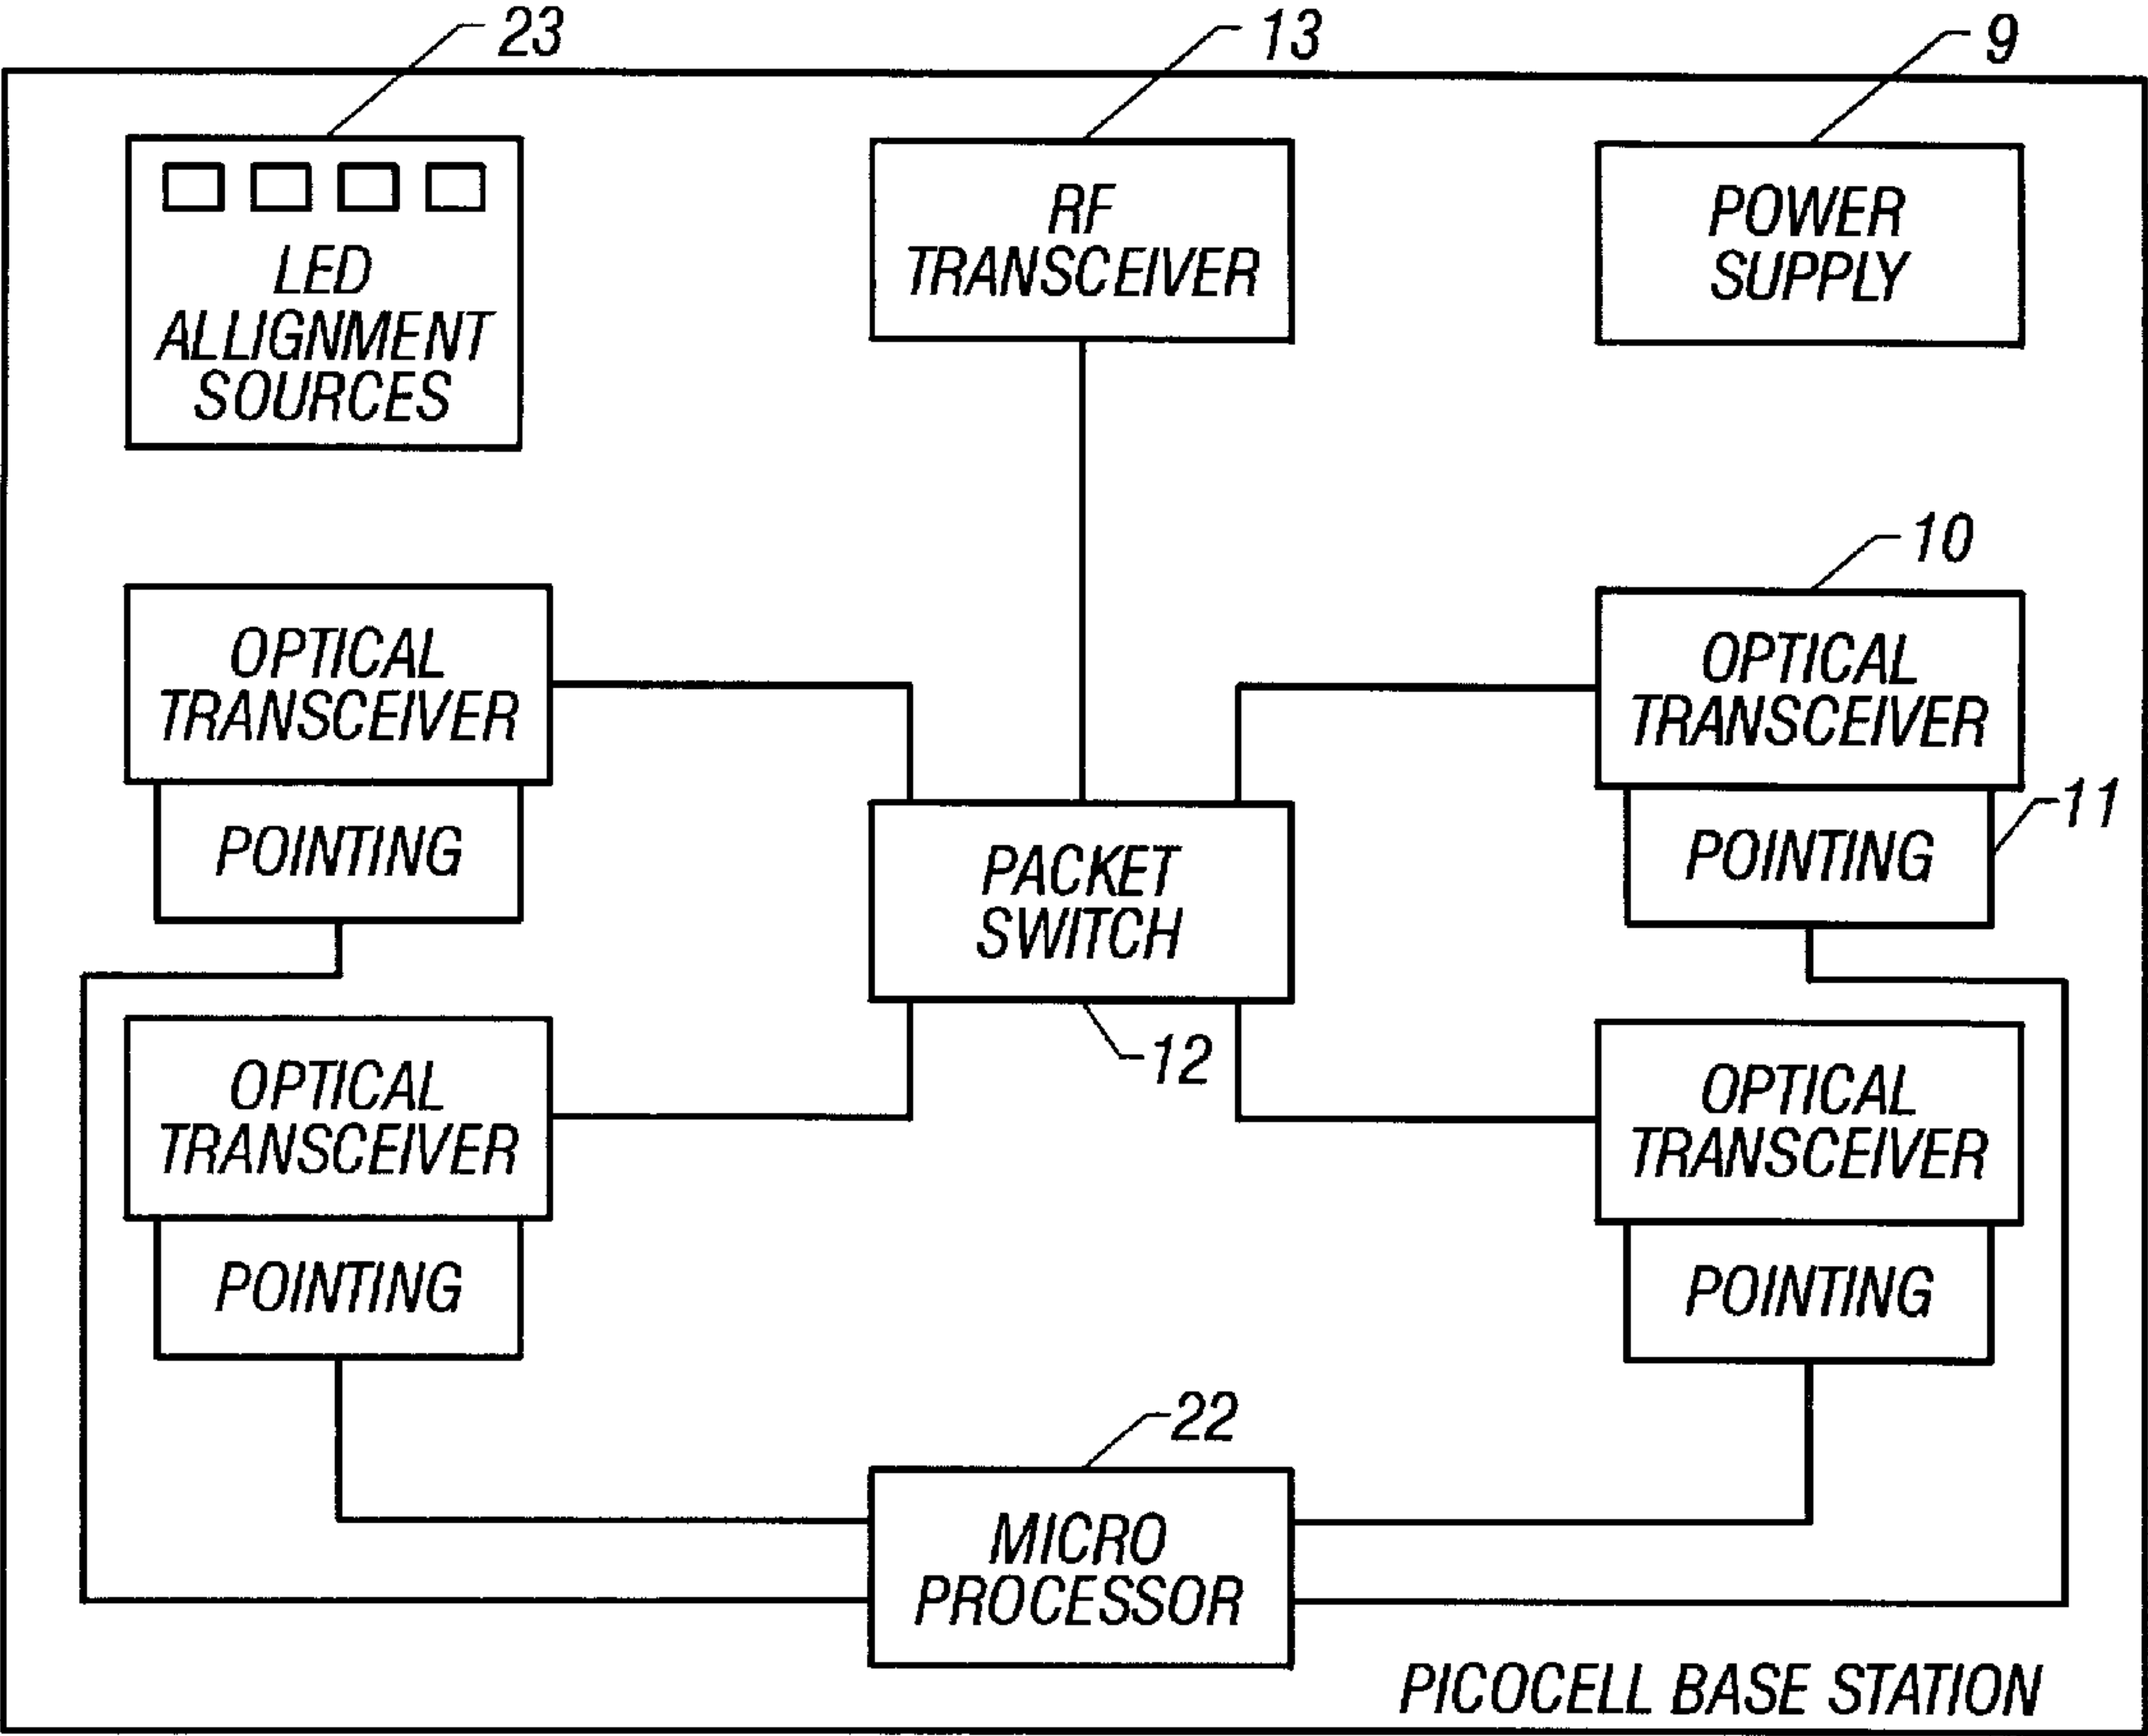 23
13
9
LED
ALLIGNMENT
SOURCES
RF
TRANSCEIVER
POWER
SUPPLY
10
OPTICAL
TRANSCEIVER
POINTING
OPTICAL
TRANSCEIVER
11
POINTING
PACKET
SWITCH
12
OPTICAL
TRANSCEIVER
POINTING
OPTICAL
TRANSCEIVER
POINTING
22
MICRO
PROCESSOR
PICOCELL BASE STATION